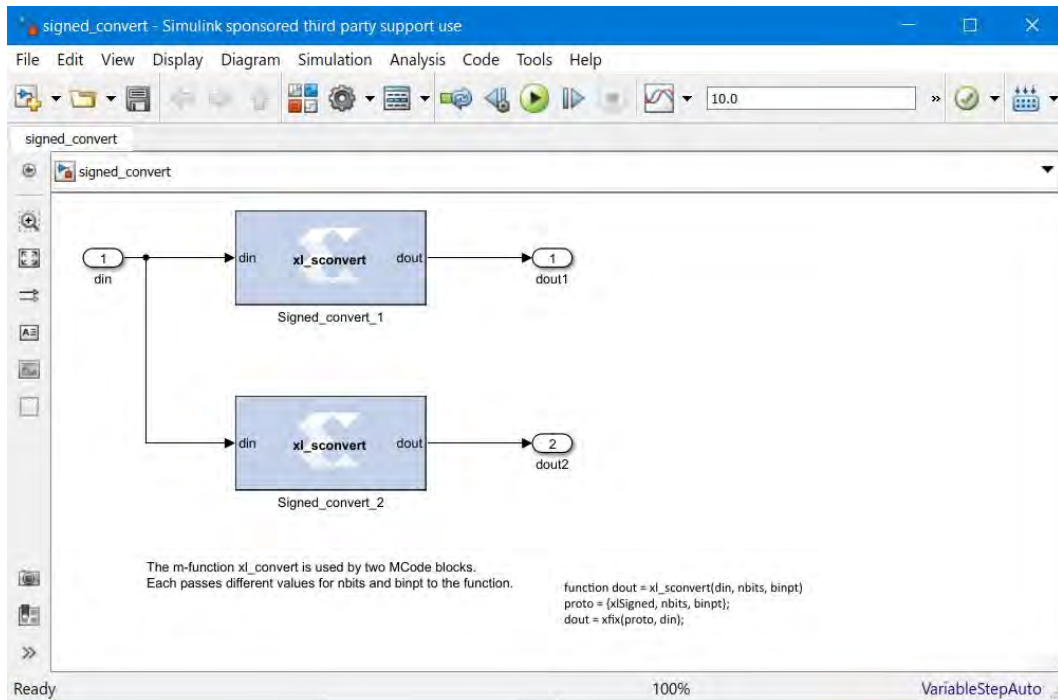 signed_convert - Simulink sponsored third party support use
File Edit View Display Diagram Simulation Analysis Code Tools Help
10.0 »
signed_convert
signed_convert
1
din
din xl_sconvert dout
Signed_convert_1
1
dout1
din xl_sconvert dout
Signed_convert_2
2
dout2
The m-function xl_convert is used by two MCode blocks.
Each passes different values for nbits and binpt to the function.
function dout = xl_sconvert(din, nbits, binpt)
proto = {xlSigned, nbits, binpt};
dout = xfix(proto, din);
Ready 100% VariableStepAuto